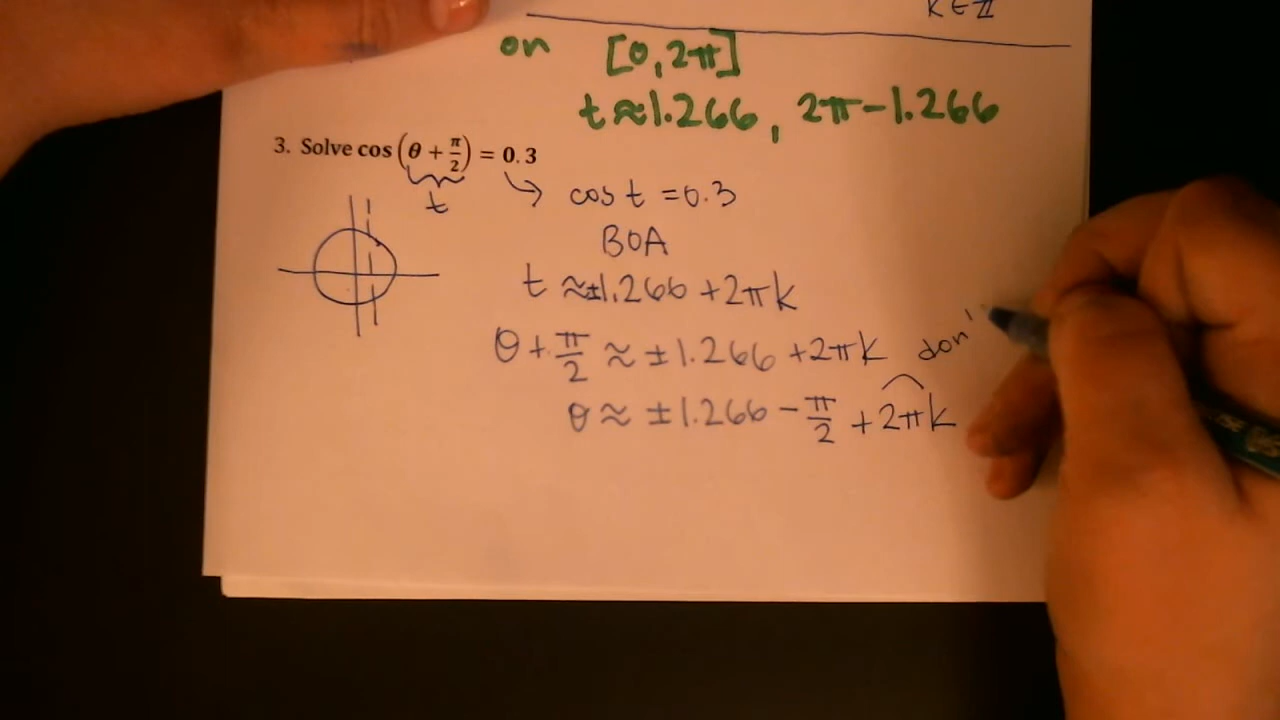 k ∈ ℤ
on [0, 2π]
t ≈ 1.266, 2π - 1.266
3. Solve cos (θ + π/2) = 0.3
t
cos t = 0.3
BOA
t ≈ ±1.266 + 2πk
θ + π/2 ≈ ±1.266 + 2πk
don'
θ ≈ ±1.266 - π/2 + 2πk